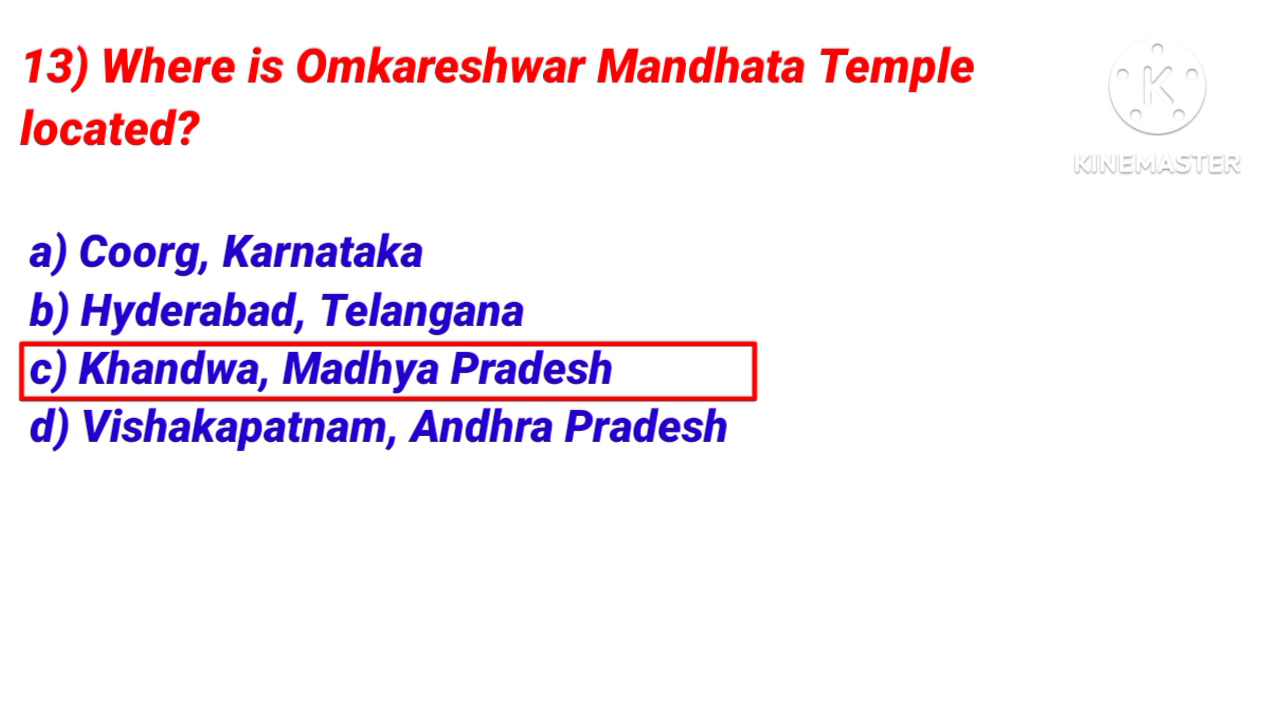 13) Where is Omkareshwar Mandhata Temple
located?
K
KINEMASTER
a) Coorg, Karnataka
b) Hyderabad, Telangana
c) Khandwa, Madhya Pradesh
d) Vishakapatnam, Andhra Pradesh